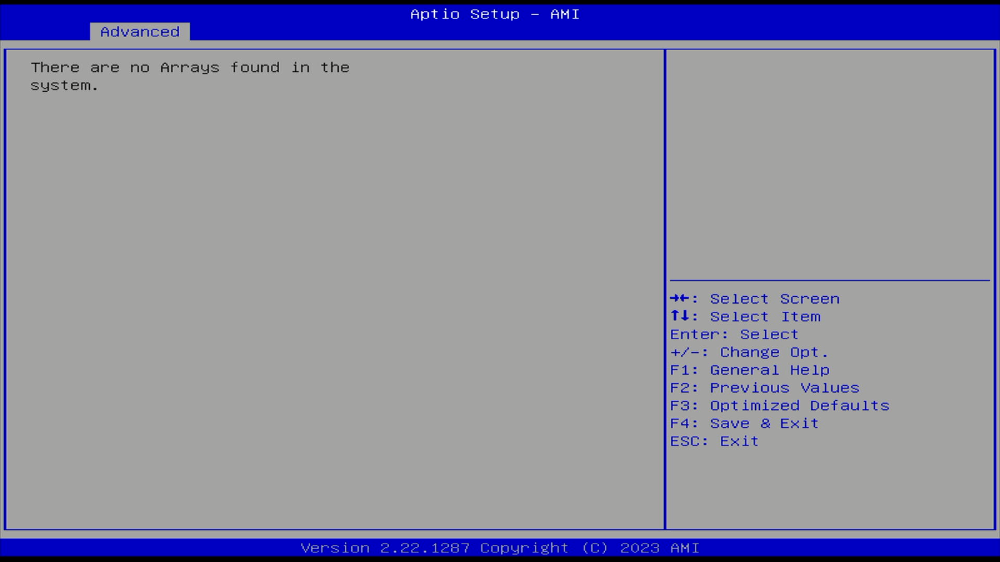 Aptio Setup – AMI
Advanced
There are no Arrays found in the
system.
→←: Select Screen
↑↓: Select Item
Enter: Select
+/-: Change Opt.
F1: General Help
F2: Previous Values
F3: Optimized Defaults
F4: Save & Exit
ESC: Exit
Version 2.22.1287 Copyright (C) 2023 AMI